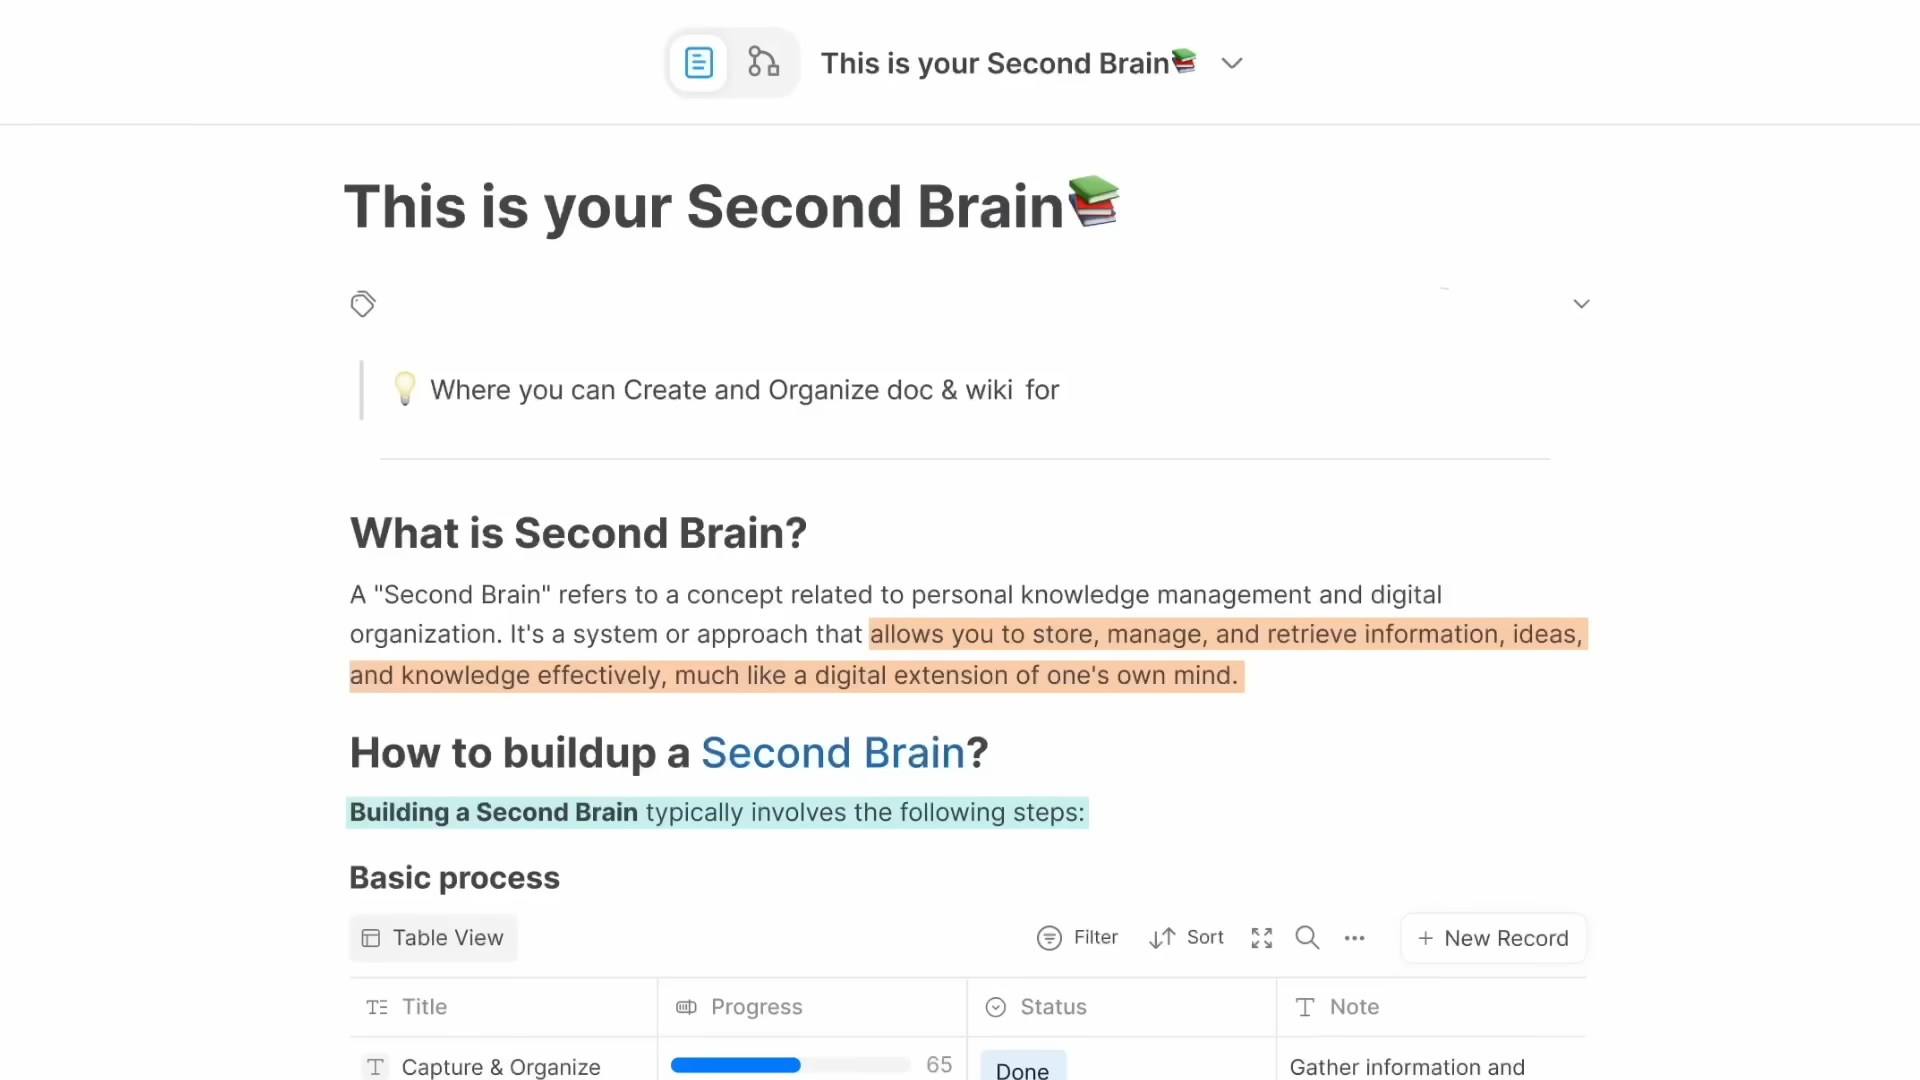 This is your Second Brain📚
This is your Second Brain📚
💡 Where you can Create and Organize doc & wiki for
What is Second Brain?
A "Second Brain" refers to a concept related to personal knowledge management and digital
organization. It's a system or approach that allows you to store, manage, and retrieve information, ideas,
and knowledge effectively, much like a digital extension of one's own mind.
How to buildup a Second Brain?
Building a Second Brain typically involves the following steps:
Basic process
Table View Filter Sort + New Record
Title Progress Status Note
Capture & Organize 65 Done Gather information and